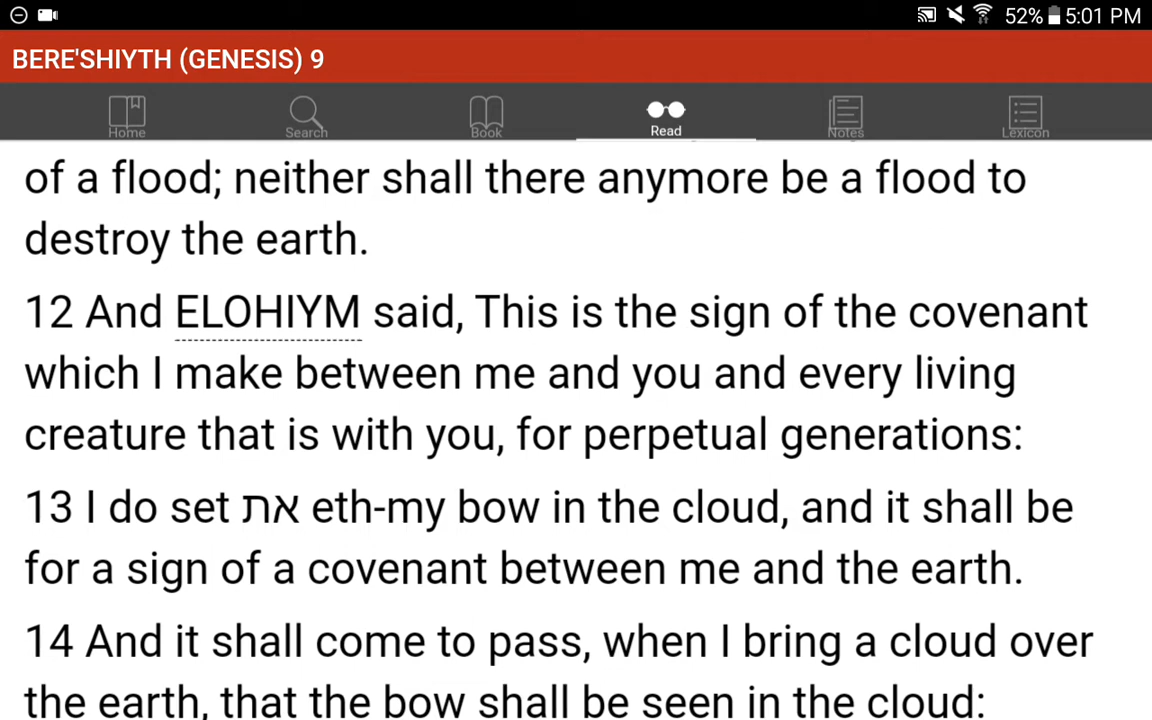 52% 5:01 PM
BERE'SHIYTH (GENESIS) 9
Home Search Book Read Notes Lexicon
of a flood; neither shall there anymore be a flood to
destroy the earth.
12 And ELOHIYM said, This is the sign of the covenant
which I make between me and you and every living
creature that is with you, for perpetual generations:
13 I do set את eth-my bow in the cloud, and it shall be
for a sign of a covenant between me and the earth.
14 And it shall come to pass, when I bring a cloud over
the earth, that the bow shall be seen in the cloud: